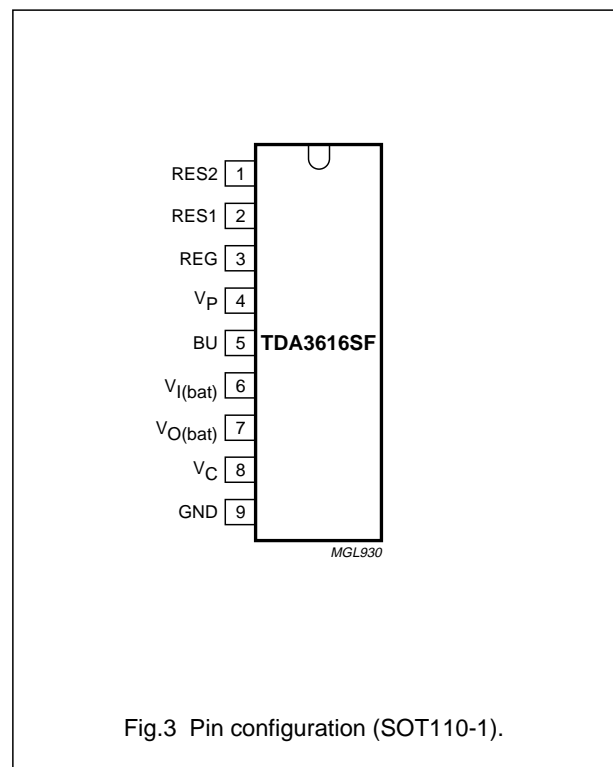 RES2 1
RES1 2
REG 3
VP 4
BU 5 TDA3616SF
VI(bat) 6
VO(bat) 7
VC 8
GND 9
MGL930
Fig.3 Pin configuration (SOT110-1).